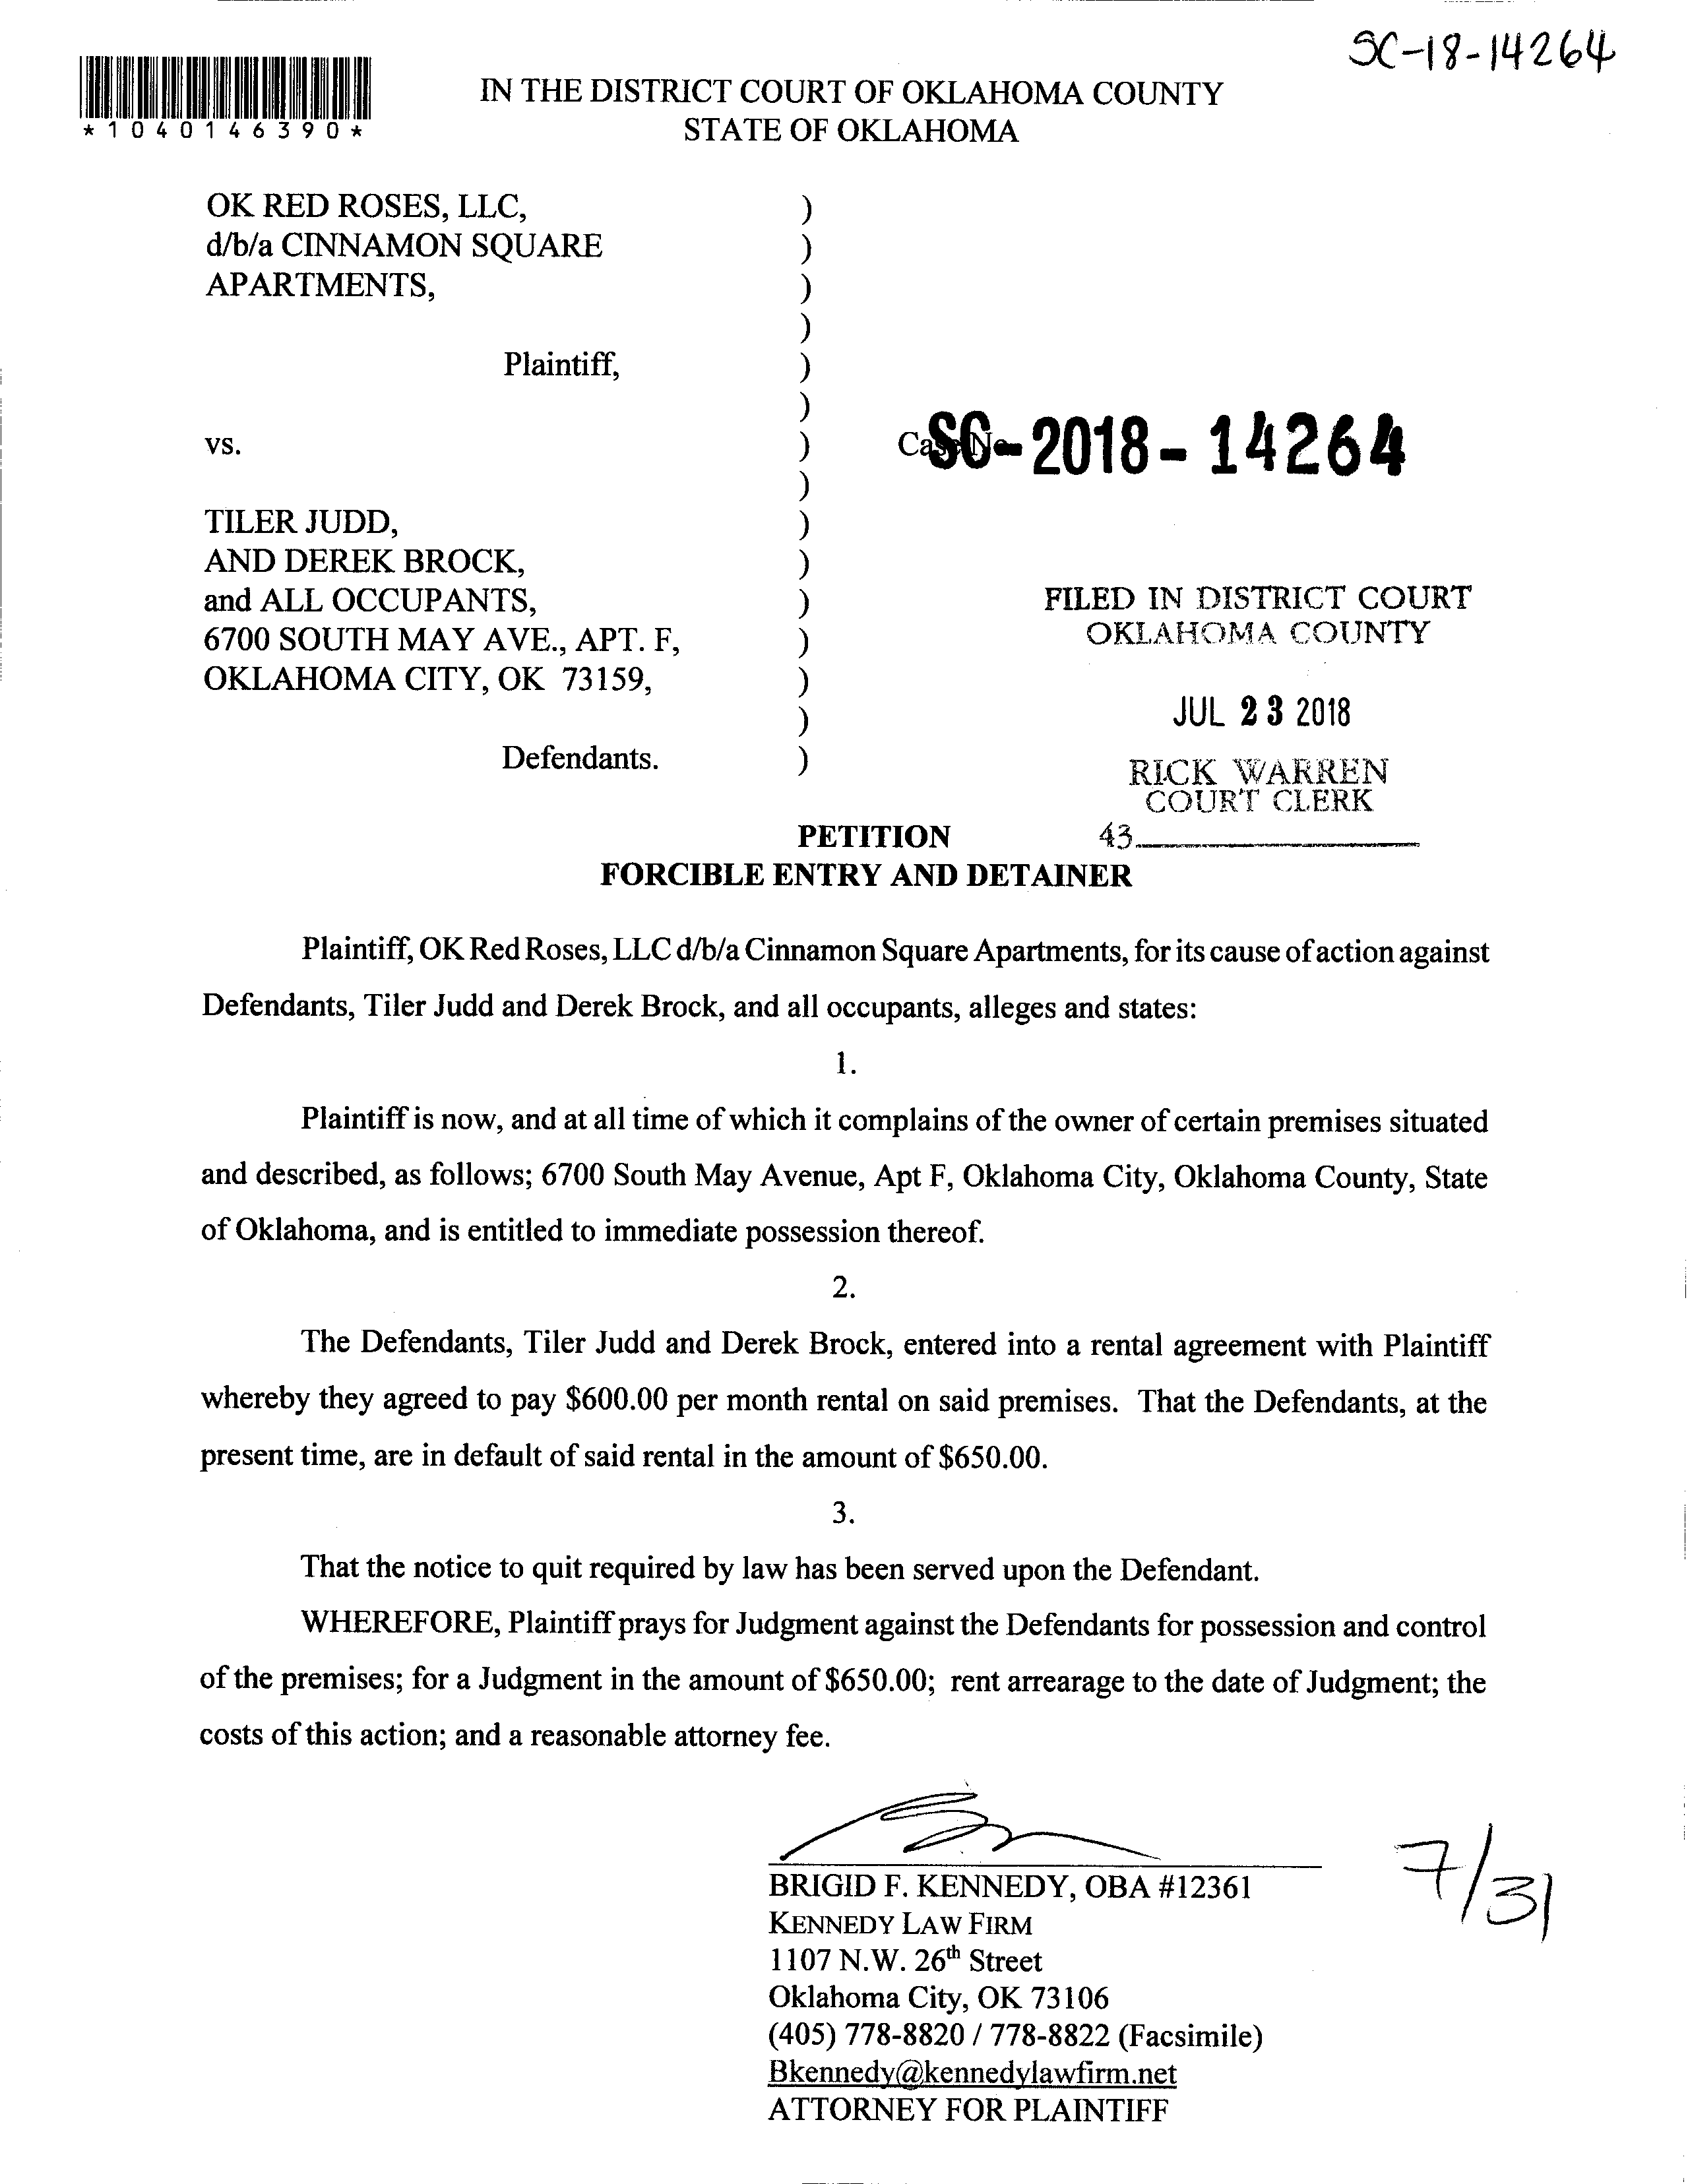 SC-18-14264
*1040146390*
IN THE DISTRICT COURT OF OKLAHOMA COUNTY
STATE OF OKLAHOMA
OK RED ROSES, LLC, )
d/b/a CINNAMON SQUARE )
APARTMENTS, )
)
Plaintiff, )
)
vs. ) Case No. SC-2018-14264
)
TILER JUDD, )
AND DEREK BROCK, )
and ALL OCCUPANTS, ) FILED IN DISTRICT COURT
6700 SOUTH MAY AVE., APT. F, ) OKLAHOMA COUNTY
OKLAHOMA CITY, OK 73159, )
) JUL 23 2018
Defendants. ) RICK WARREN
COURT CLERK
PETITION 43
FORCIBLE ENTRY AND DETAINER
Plaintiff, OK Red Roses, LLC d/b/a Cinnamon Square Apartments, for its cause of action against
Defendants, Tiler Judd and Derek Brock, and all occupants, alleges and states:
1.
Plaintiff is now, and at all time of which it complains of the owner of certain premises situated
and described, as follows; 6700 South May Avenue, Apt F, Oklahoma City, Oklahoma County, State
of Oklahoma, and is entitled to immediate possession thereof.
2.
The Defendants, Tiler Judd and Derek Brock, entered into a rental agreement with Plaintiff
whereby they agreed to pay $600.00 per month rental on said premises. That the Defendants, at the
present time, are in default of said rental in the amount of $650.00.
3.
That the notice to quit required by law has been served upon the Defendant.
WHEREFORE, Plaintiff prays for Judgment against the Defendants for possession and control
of the premises; for a Judgment in the amount of $650.00; rent arrearage to the date of Judgment; the
costs of this action; and a reasonable attorney fee.
BRIGID F. KENNEDY, OBA #12361
KENNEDY LAW FIRM
1107 N.W. 26th Street
Oklahoma City, OK 73106
(405) 778-8820 / 778-8822 (Facsimile)
Bkennedy@kennedylawfirm.net
ATTORNEY FOR PLAINTIFF
7/31